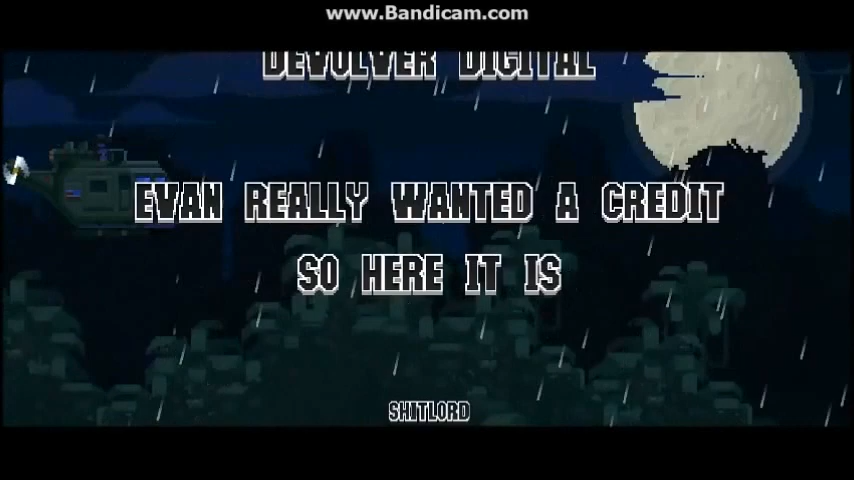 www.Bandicam.com
DEVOLVER DIGITAL
EVAN REALLY WANTED A CREDIT
SO HERE IT IS
SHITLORD